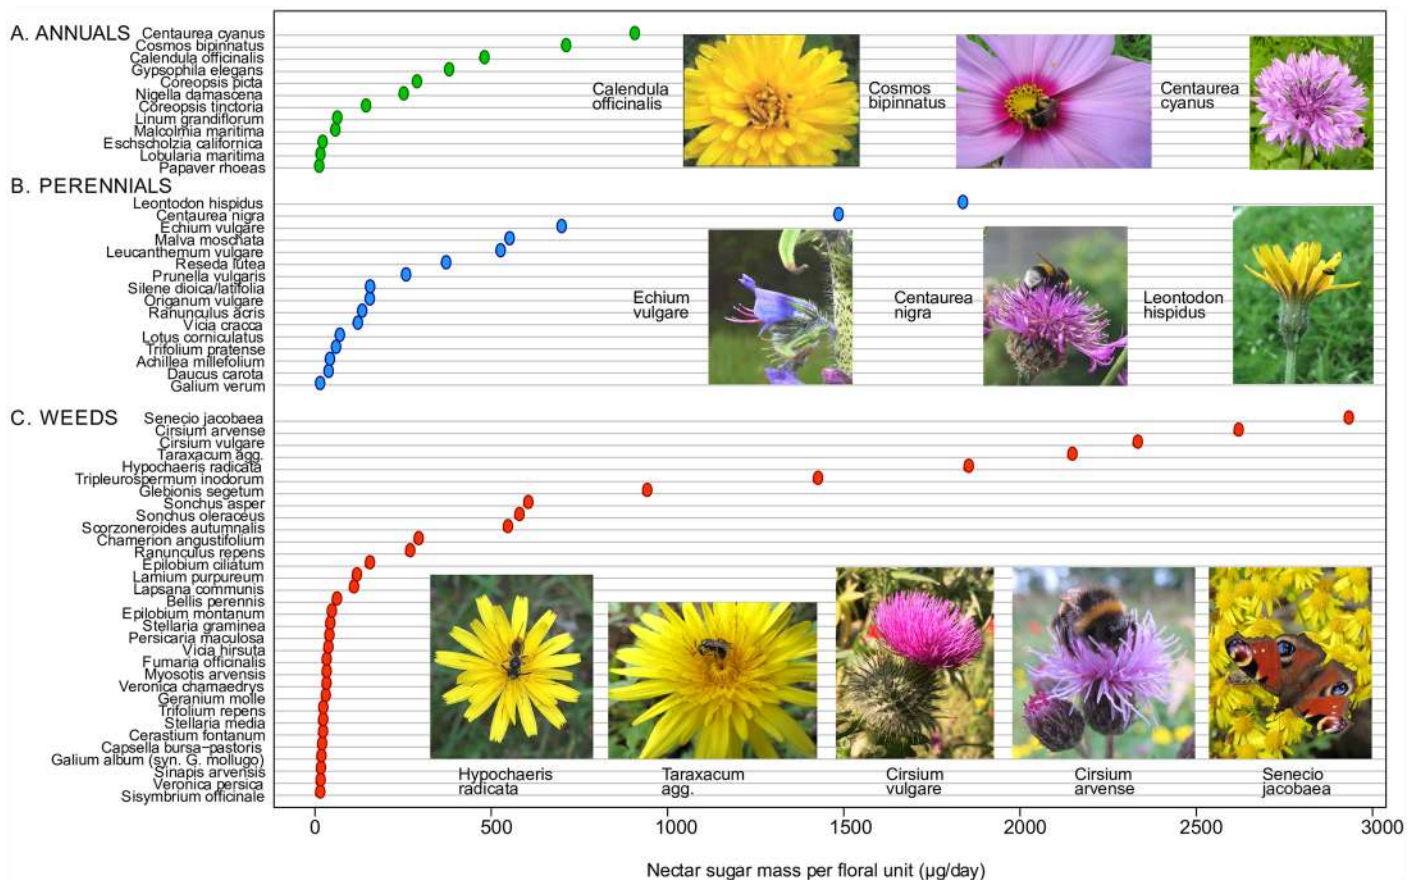 A. ANNUALS
Centaurea cyanus
Cosmos bipinnatus
Calendula officinalis
Gypsophila elegans
Coreopsis picta
Nigella damascena
Coreopsis tinctoria
Linum grandiflorum
Malcolmia maritima
Eschscholzia californica
Lobularia maritima
Papaver rhoeas
Calendula
officinalis
Cosmos
bipinnatus
Centaurea
cyanus
B. PERENNIALS
Leontodon hispidus
Centaurea nigra
Echium vulgare
Malva moschata
Leucanthemum vulgare
Reseda lutea
Prunella vulgaris
Silene dioica/latifolia
Origanum vulgare
Ranunculus acris
Vicia cracca
Lotus corniculatus
Trifolium pratense
Achillea millefolium
Daucus carota
Galium verum
Echium
vulgare
Centaurea
nigra
Leontodon
hispidus
C. WEEDS
Senecio jacobaea
Cirsium arvense
Cirsium vulgare
Taraxacum agg.
Hypochaeris radicata
Tripleurospermum inodorum
Glebionis segetum
Sonchus asper
Sonchus oleraceus
Scorzoneroides autumnalis
Chamerion angustifolium
Ranunculus repens
Epilobium ciliatum
Lamium purpureum
Lapsana communis
Bellis perennis
Epilobium montanum
Stellaria graminea
Persicaria maculosa
Vicia hirsuta
Fumaria officinalis
Myosotis arvensis
Veronica chamaedrys
Geranium molle
Trifolium repens
Stellaria media
Cerastium fontanum
Capsella bursa−pastoris
Galium album (syn. G. mollugo)
Sinapis arvensis
Veronica persica
Sisymbrium officinale
Hypochaeris
radicata
Taraxacum
agg.
Cirsium
vulgare
Cirsium
arvense
Senecio
jacobaea
0 500 1000 1500 2000 2500 3000
Nectar sugar mass per floral unit (µg/day)